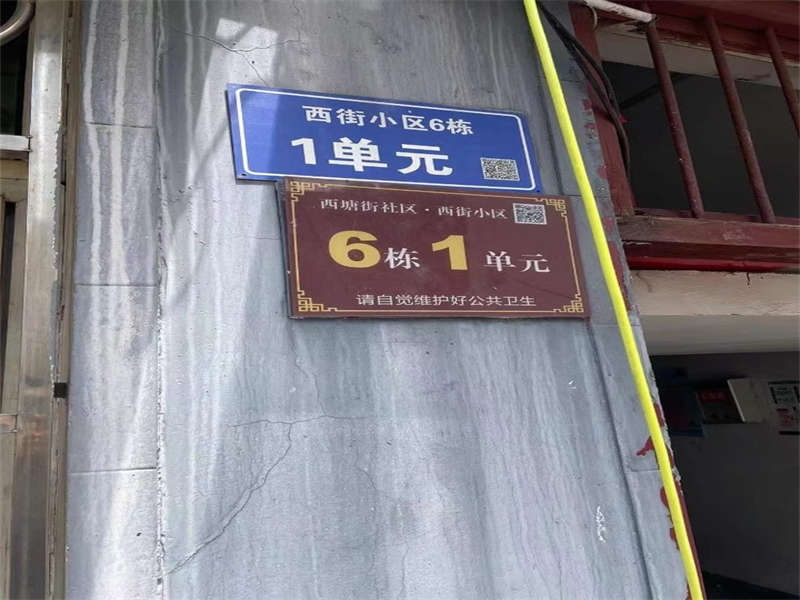 西街小区6栋
1单元
西塘街社区·西街小区
6栋1单元
请自觉维护好公共卫生